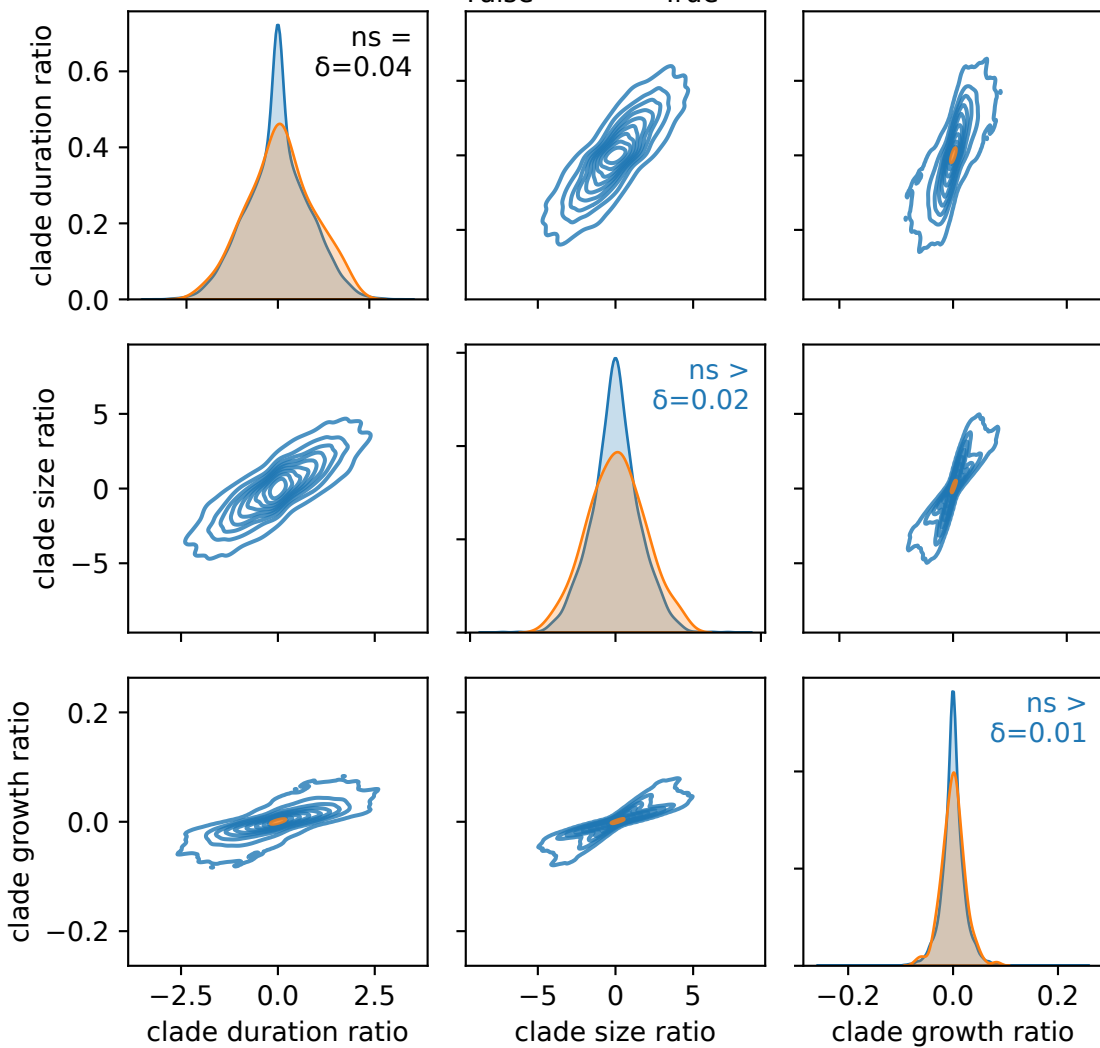 clade duration ratio
0.6
0.4
0.2
0.0
ns =
δ=0.04
clade size ratio
5
0
−5
ns >
δ=0.02
clade growth ratio
0.2
0.0
−0.2
ns >
δ=0.01
−2.5 0.0 2.5
−5 0 5
−0.2 0.0 0.2
clade duration ratio
clade size ratio
clade growth ratio